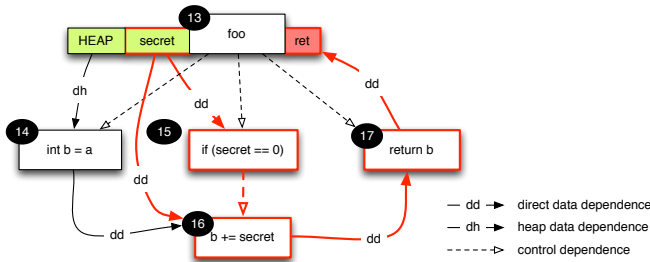 13
HEAP secret foo ret
dd
dh dd
14 15 17
int b = a if (secret == 0) return b
dd
16
dd b += secret dd
dd direct data dependence
dh heap data dependence
control dependence